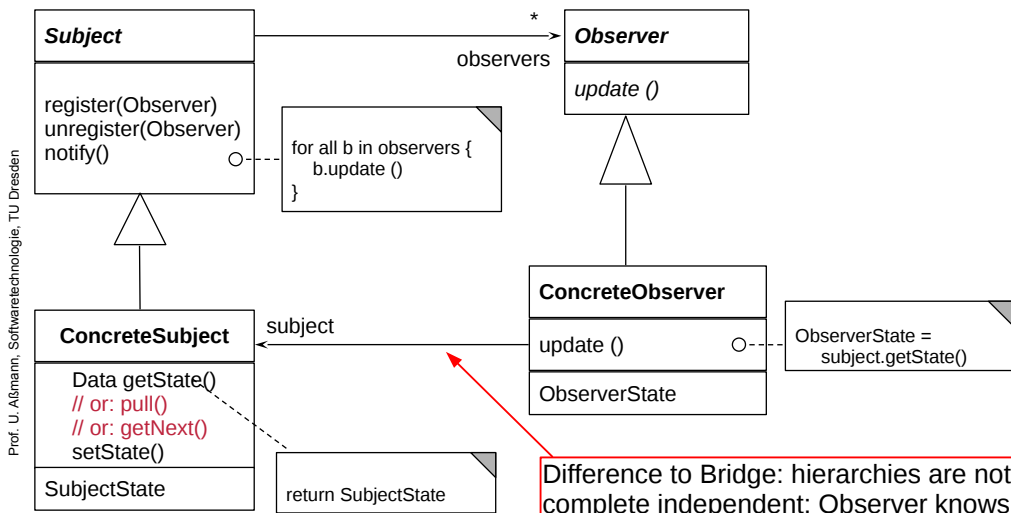 Subject
*
observers
Observer
update ()
register(Observer)
unregister(Observer)
notify()
for all b in observers {
b.update ()
}
Prof. U. Aßmann, Softwaretechnologie, TU Dresden
ConcreteSubject
subject
Data getState()
// or: pull()
// or: getNext()
setState()
SubjectState
return SubjectState
ConcreteObserver
update ()
ObserverState
ObserverState =
subject.getState()
Difference to Bridge: hierarchies are not
complete independent; Observer knows